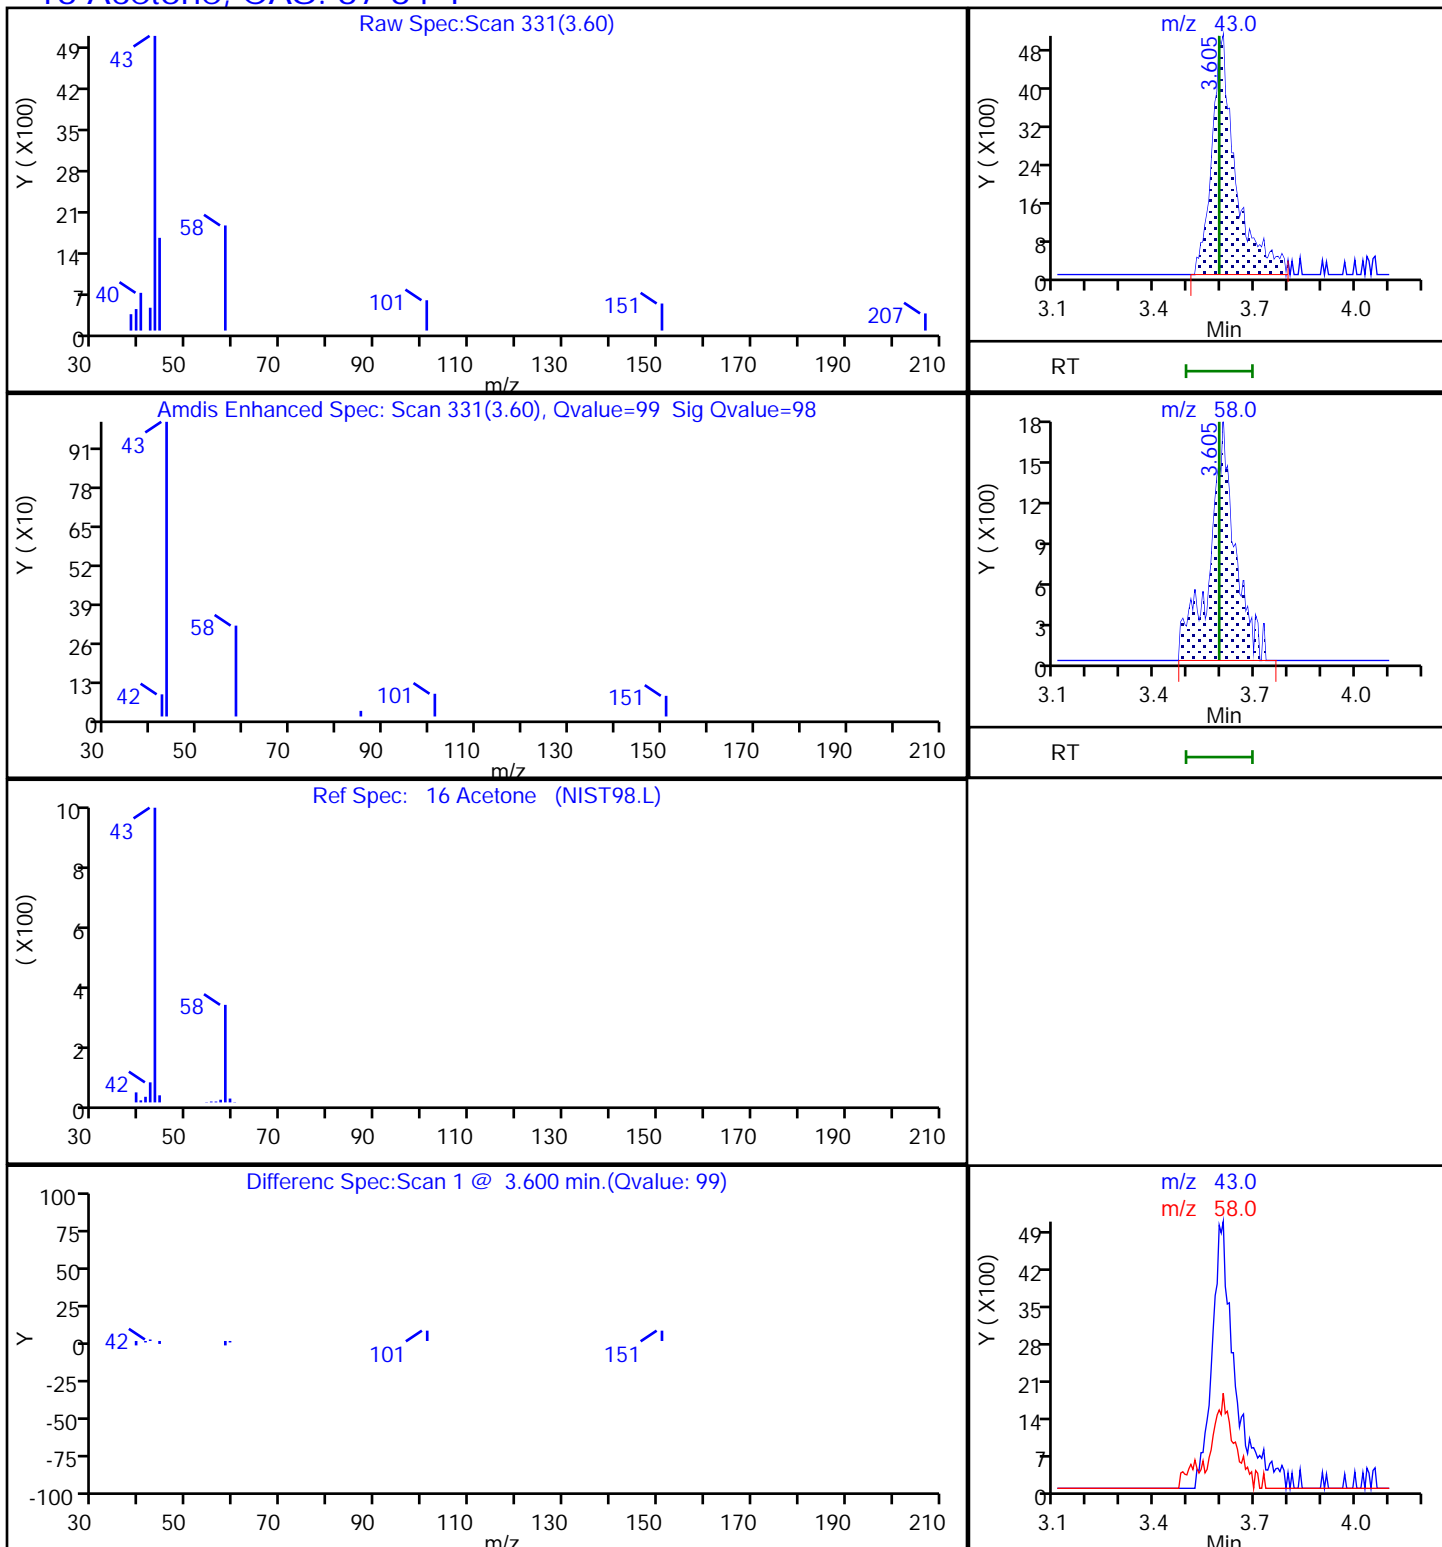 Raw Spec:Scan 331(3.60)
Y ( X100)
49
42
35
28
21
14
7
0
43
58
40
101
151
207
30 50 70 90 110 130 150 170 190 210
m/z
m/z 43.0
Y ( X100)
48
40
32
24
16
8
0
3.605
3.1 3.4 3.7 4.0
Min
RT
Amdis Enhanced Spec: Scan 331(3.60), Qvalue=99 Sig Qvalue=98
Y ( X10)
91
78
65
52
39
26
13
0
43
58
42
101
151
30 50 70 90 110 130 150 170 190 210
m/z
m/z 58.0
Y ( X100)
18
15
12
9
6
3
0
3.605
3.1 3.4 3.7 4.0
Min
RT
Ref Spec: 16 Acetone (NIST98.L)
( X100)
10
8
6
4
2
0
43
58
42
30 50 70 90 110 130 150 170 190 210
Differenc Spec:Scan 1 @ 3.600 min.(Qvalue: 99)
Y
100
75
50
25
0
-25
-50
-75
-100
42
101
151
30 50 70 90 110 130 150 170 190 210
m/z
m/z 43.0
m/z 58.0
Y ( X100)
49
42
35
28
21
14
7
0
3.1 3.4 3.7 4.0
Min